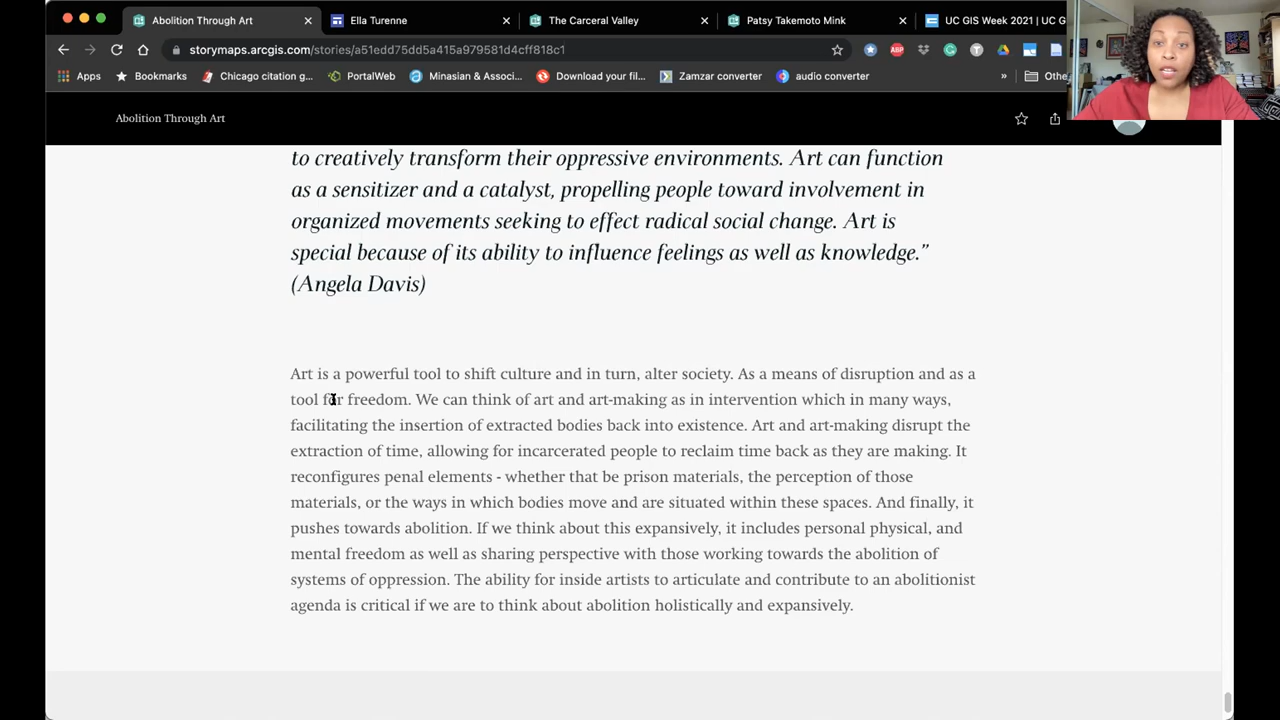 Abolition Through Art
Ella Turenne
The Carceral Valley
Patsy Takemoto Mink
UC GIS Week 2021 | UC G
storymaps.arcgis.com/stories/a51edd75dd5a415a979581d4cff818c1
ABP
Apps
Bookmarks
Chicago citation g...
PortalWeb
Minasian & Associ...
Download your fil...
Zamzar converter
audio converter
»
Othe
Abolition Through Art
to creatively transform their oppressive environments. Art can function
as a sensitizer and a catalyst, propelling people toward involvement in
organized movements seeking to effect radical social change. Art is
special because of its ability to influence feelings as well as knowledge.”
(Angela Davis)
Art is a powerful tool to shift culture and in turn, alter society. As a means of disruption and as a
tool for freedom. We can think of art and art-making as in intervention which in many ways,
facilitating the insertion of extracted bodies back into existence. Art and art-making disrupt the
extraction of time, allowing for incarcerated people to reclaim time back as they are making. It
reconfigures penal elements - whether that be prison materials, the perception of those
materials, or the ways in which bodies move and are situated within these spaces. And finally, it
pushes towards abolition. If we think about this expansively, it includes personal physical, and
mental freedom as well as sharing perspective with those working towards the abolition of
systems of oppression. The ability for inside artists to articulate and contribute to an abolitionist
agenda is critical if we are to think about abolition holistically and expansively.